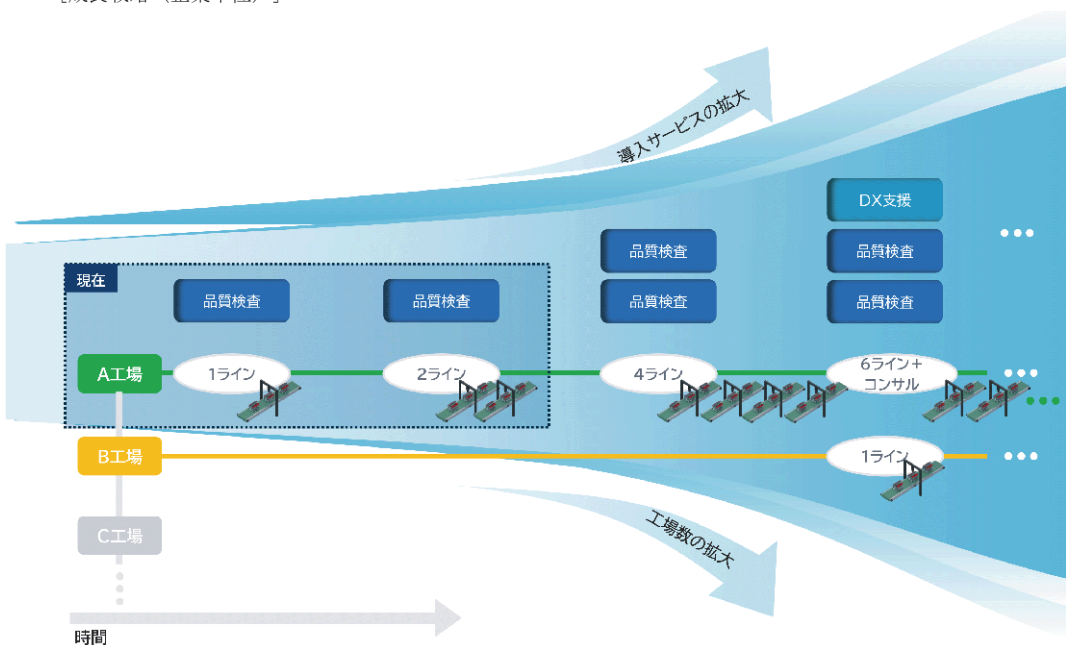 導入サービスの拡大
DX支援
品質検査
品質検査
現在
品質検査
品質検査
品質検査
品質検査
A工場
1ライン
2ライン
4ライン
6ライン+
コンサル
B工場
1ライン
C工場
工場数の拡大
時間